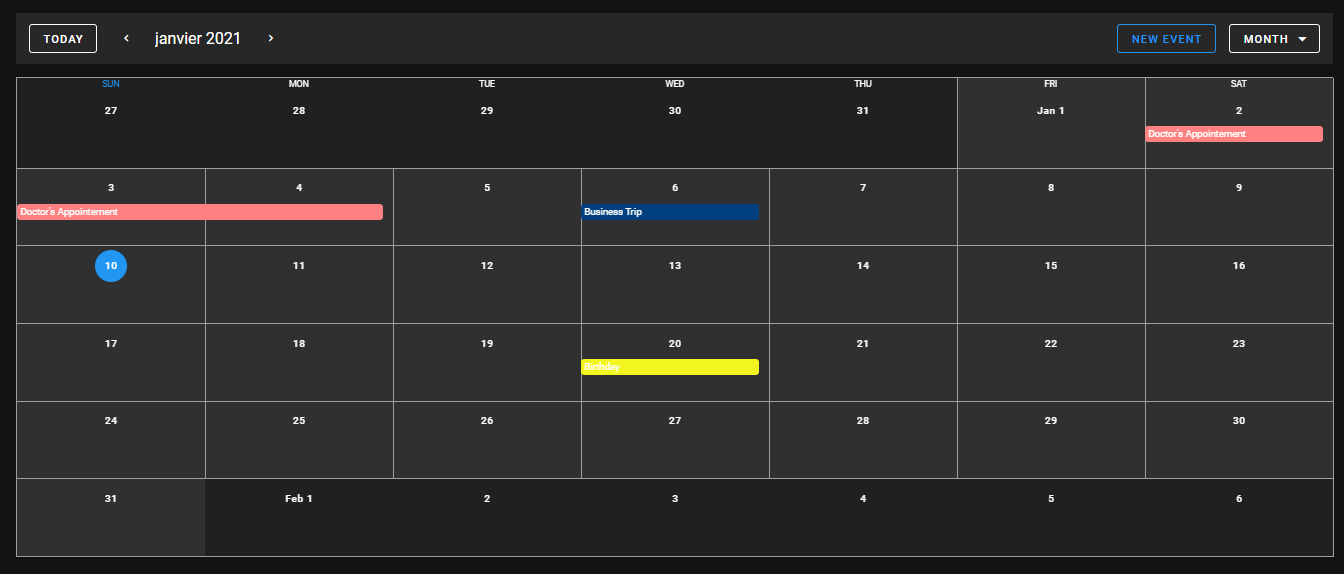 TODAY janvier 2021 NEW EVENT MONTH
SUN MON TUE WED THU FRI SAT
27 28 29 30 31 Jan 1 2
Doctor's Appointement
3 4 5 6 7 8 9
Doctor's Appointement Business Trip
10 11 12 13 14 15 16
17 18 19 20 21 22 23
Birthday
24 25 26 27 28 29 30
31 Feb 1 2 3 4 5 6